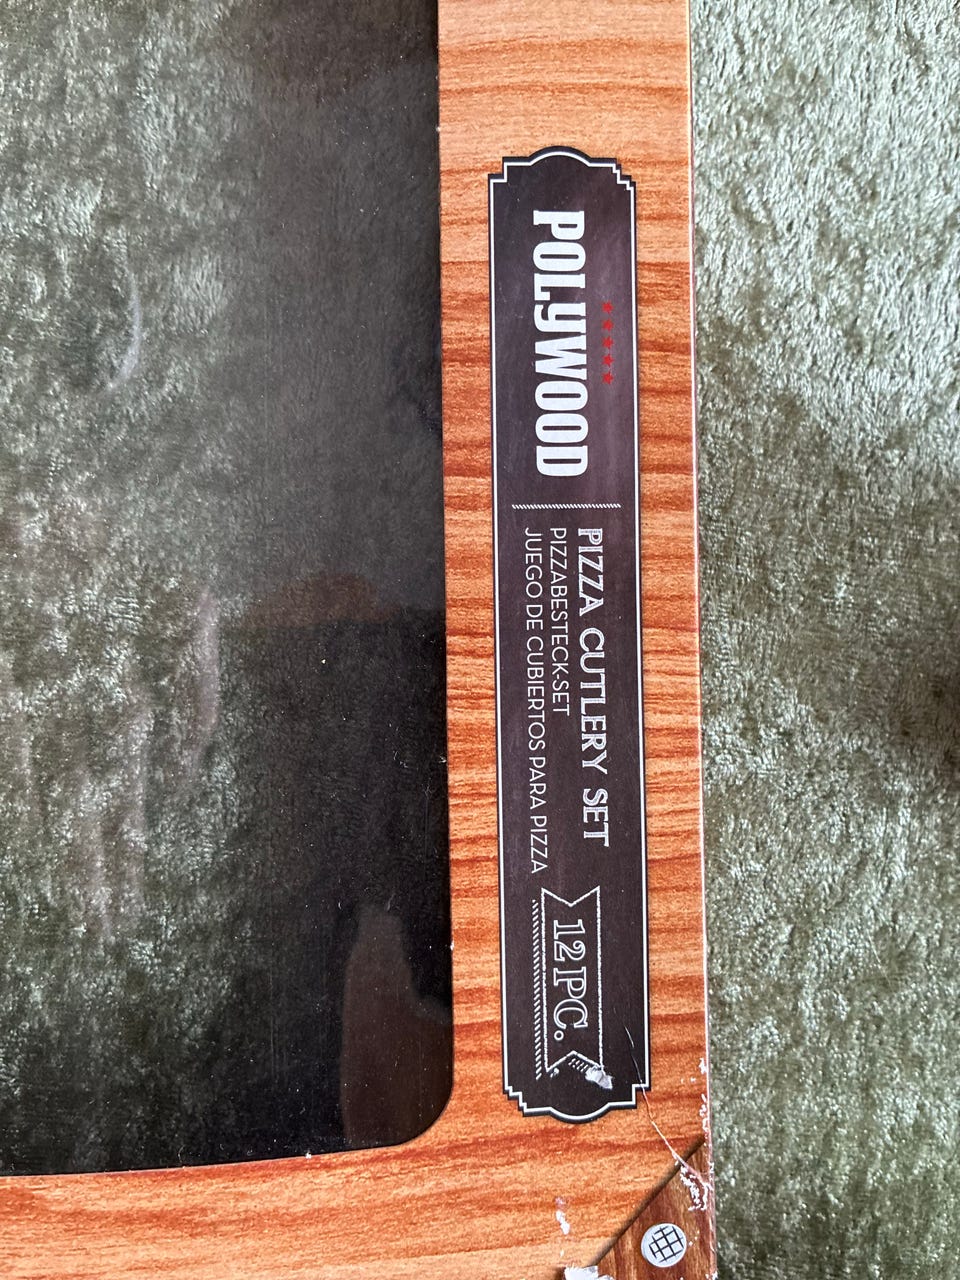 POLYWOOD
PIZZA CUTLERY SET
PIZZABESTECK-SET
JUEGO DE CUBIERTOS PARA PIZZA
12 PC.